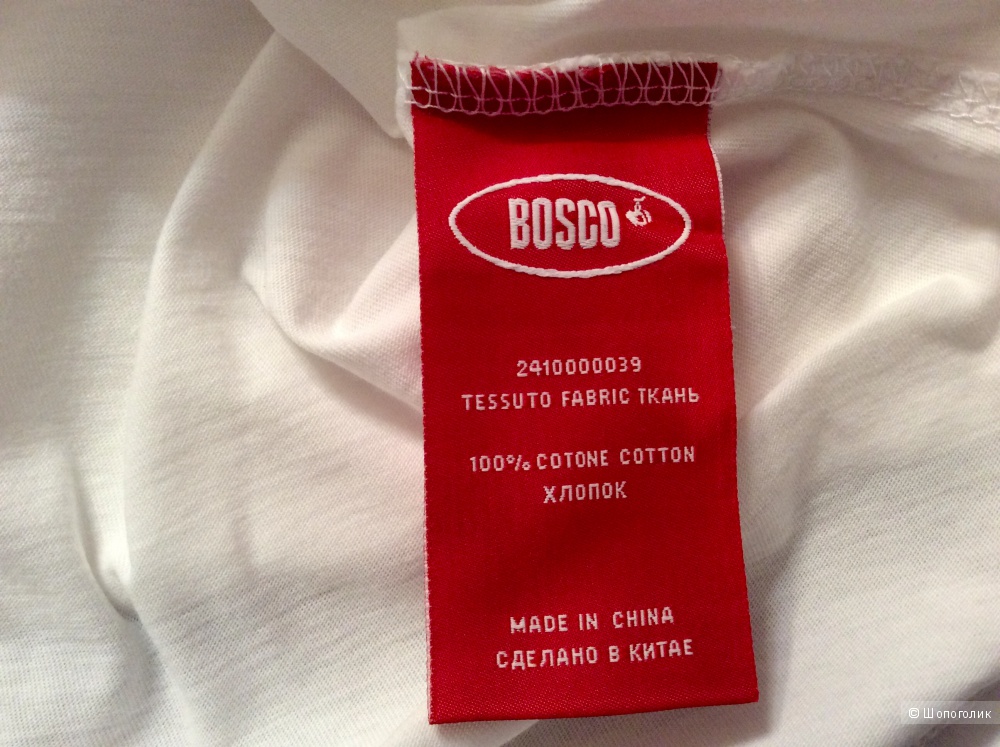 BOSCO
2410000039
TESSUTO FABRIC ТКАНЬ
100% COTONE COTTON
ХЛОПОК
MADE IN CHINA
СДЕЛАНО В КИТАЕ
© Шопоголик